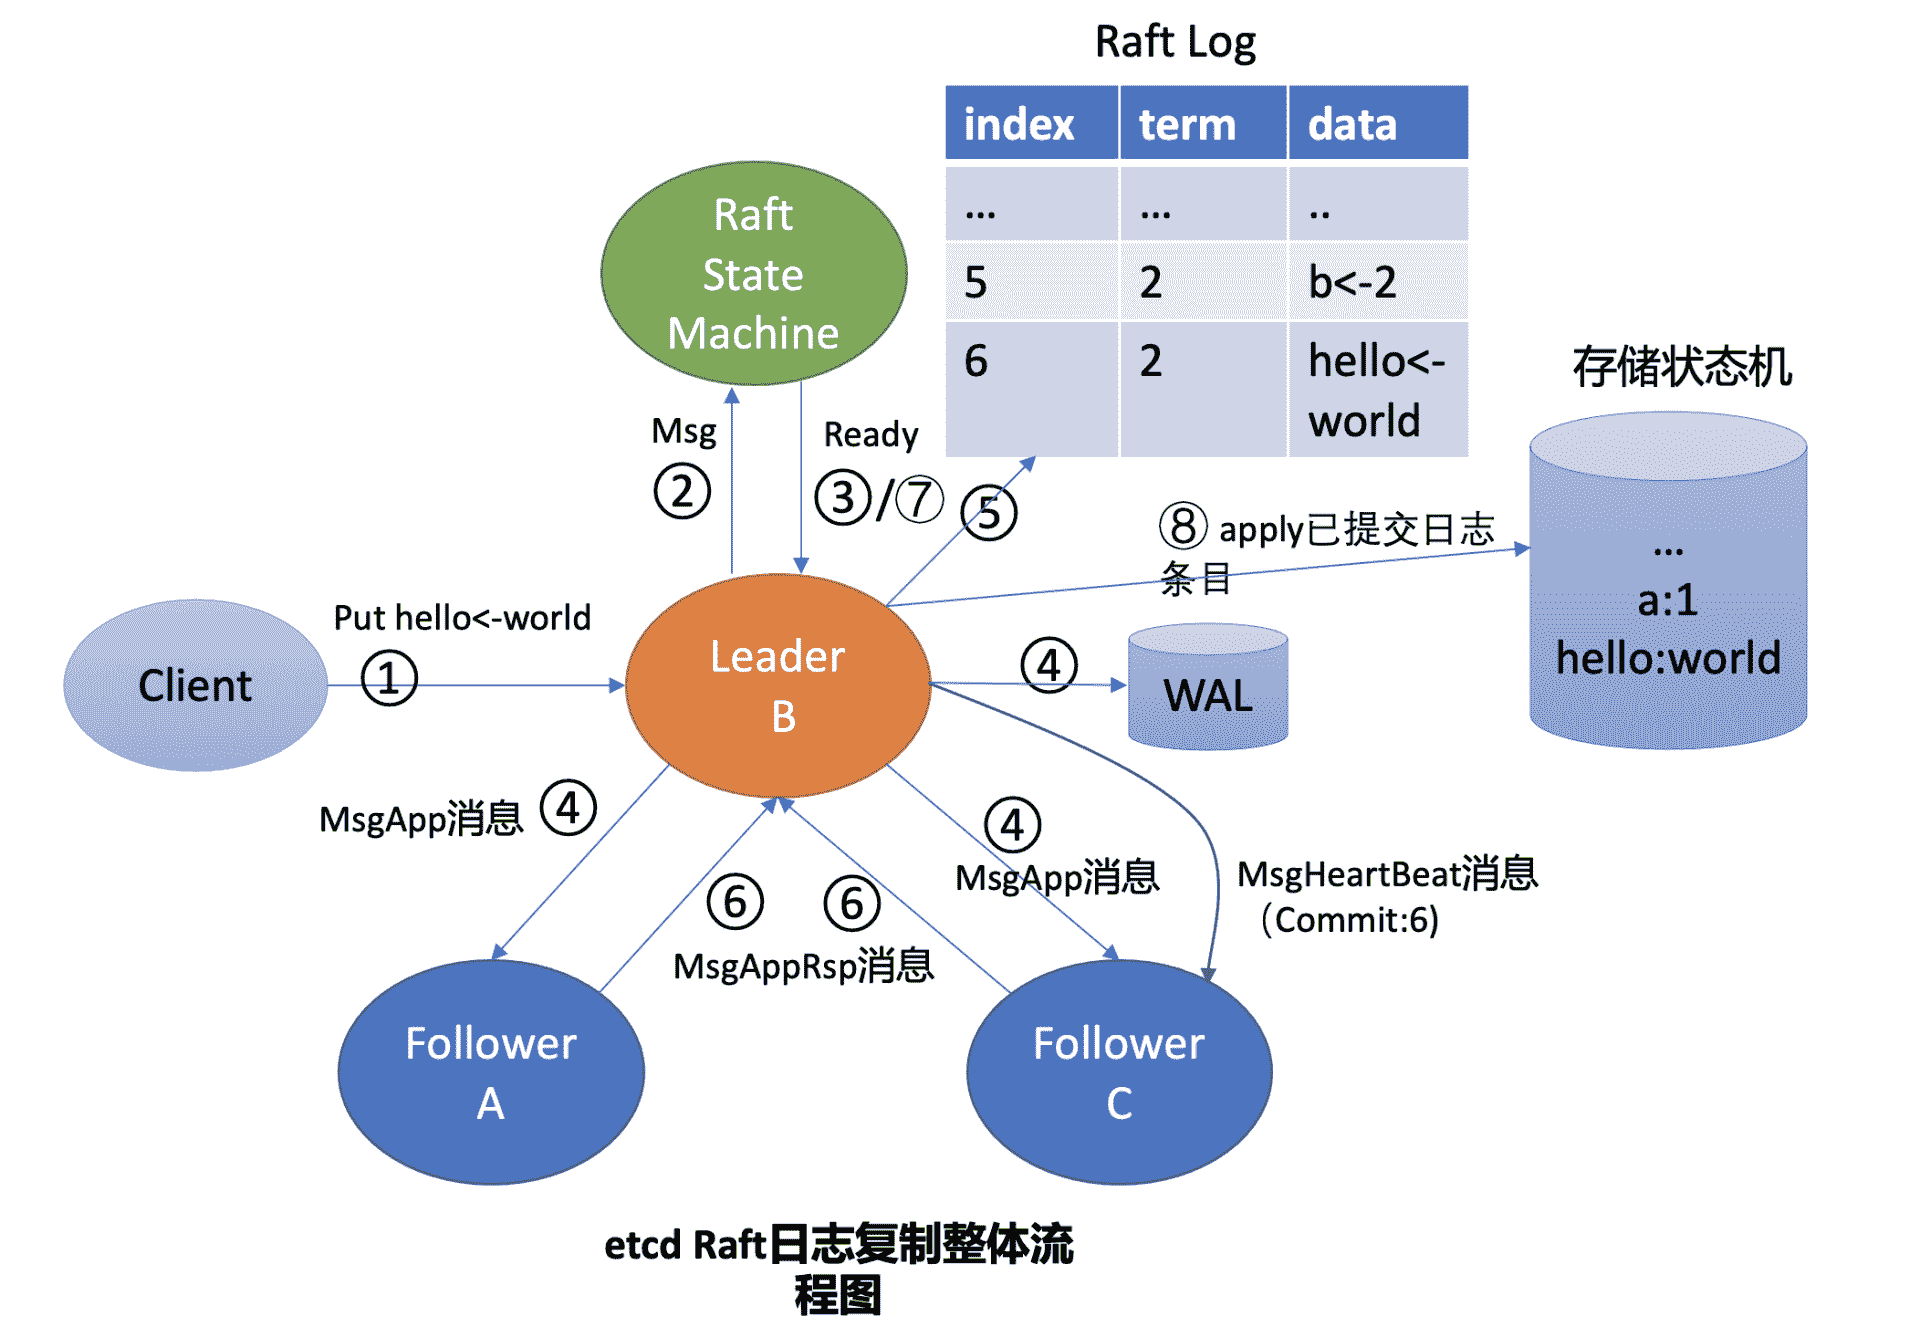 Raft Log
index term data
... ... ..
5 2 b<-2
6 2 hello<-
world
Raft
State
Machine
存储状态机
Msg
②
Ready
③/⑦
⑤
⑧ apply已提交日志
条目
...
a:1
hello:world
Put hello<-world
①
Client
Leader
B
④
WAL
MsgApp消息 ④
④
MsgApp消息
MsgHeartBeat消息
（Commit:6)
⑥ ⑥
MsgAppRsp消息
Follower
A
Follower
C
etcd Raft日志复制整体流
程图